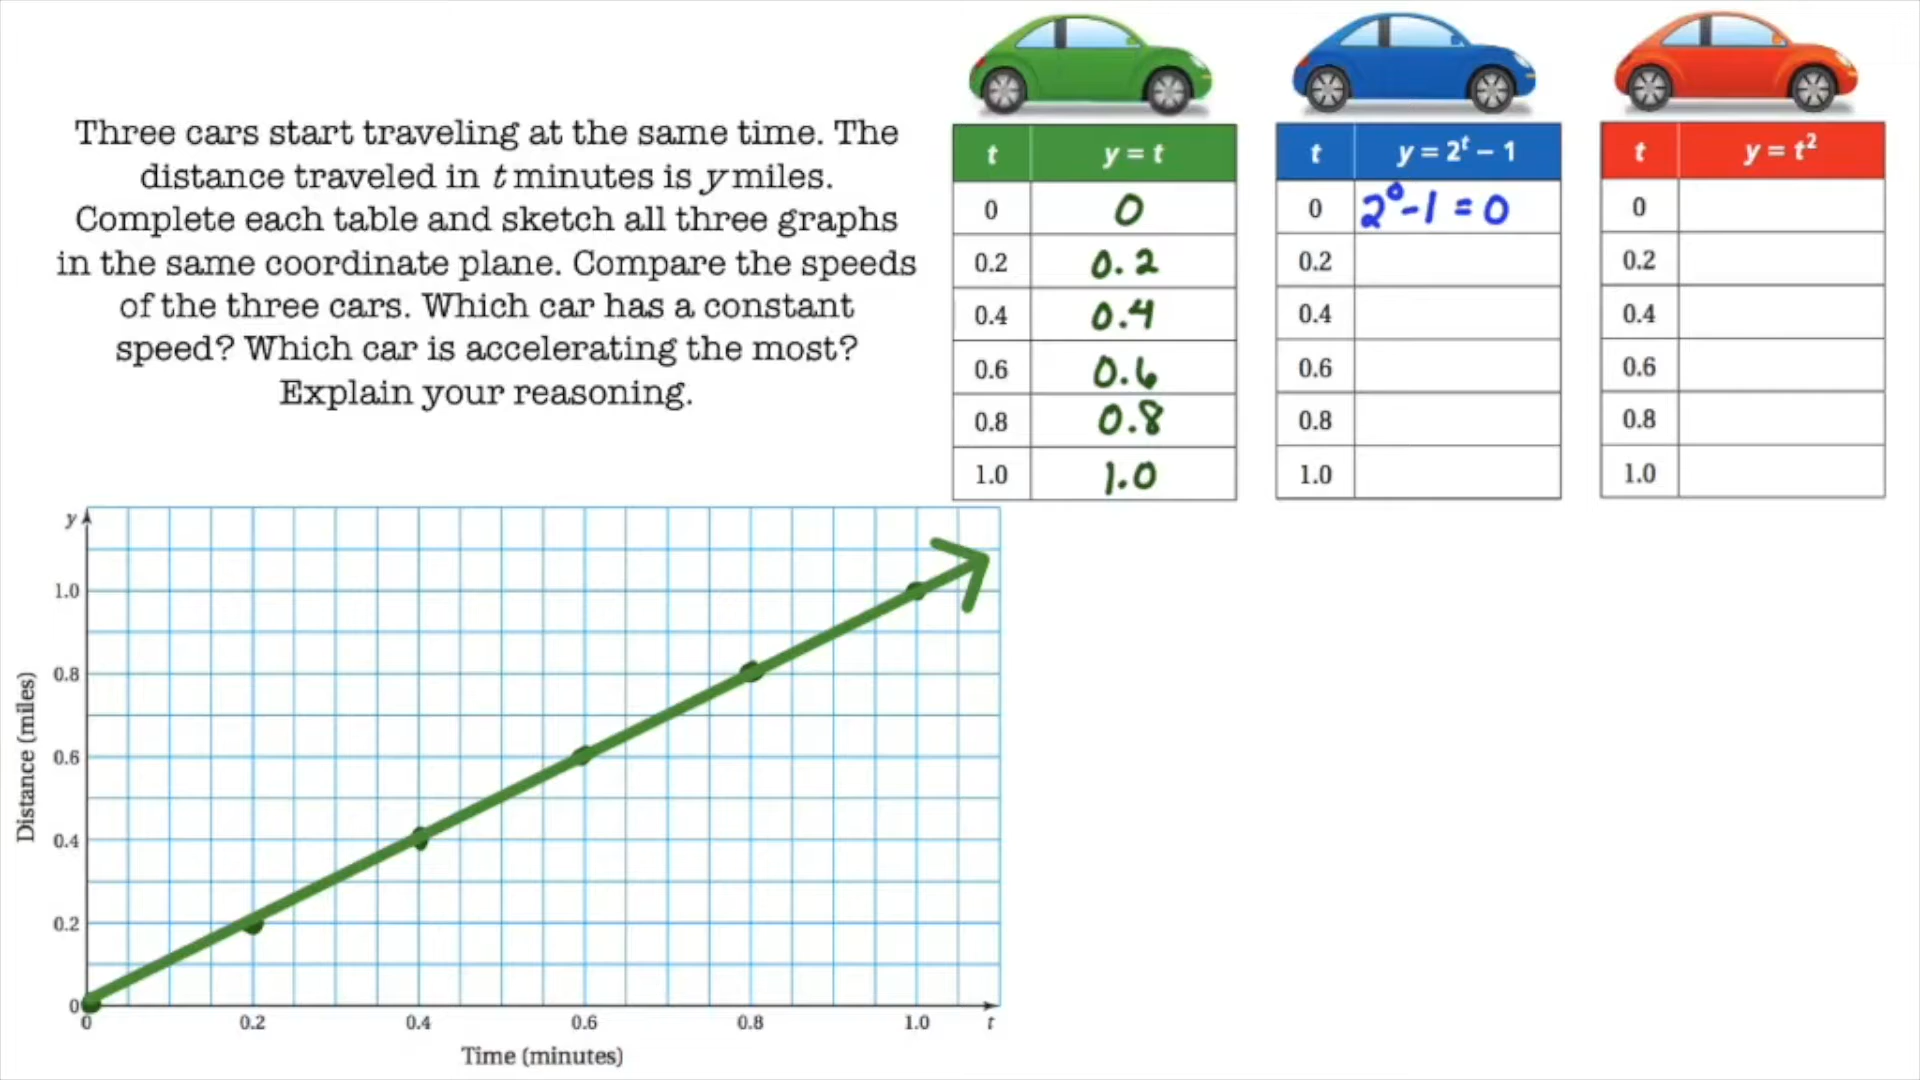 Three cars start traveling at the same time. The
distance traveled in t minutes is y miles.
Complete each table and sketch all three graphs
in the same coordinate plane. Compare the speeds
of the three cars. Which car has a constant
speed? Which car is accelerating the most?
Explain your reasoning.
t y = t
0 0
0.2 0.2
0.4 0.4
0.6 0.6
0.8 0.8
1.0 1.0
t y = 2ᵗ – 1
0 2⁰-1 = 0
0.2
0.4
0.6
0.8
1.0
t y = t²
0
0.2
0.4
0.6
0.8
1.0
y
1.0
0.8
0.6
0.4
0.2
0
Distance (miles)
0 0.2 0.4 0.6 0.8 1.0 t
Time (minutes)